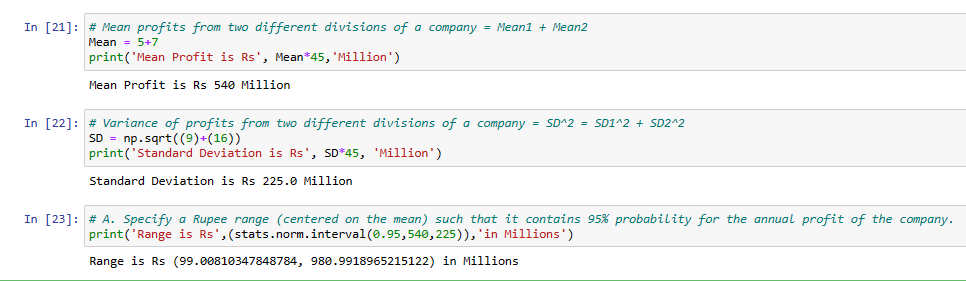 In [21]: # Mean profits from two different divisions of a company = Mean1 + Mean2
Mean = 5+7
print('Mean Profit is Rs', Mean*45,'Million')
Mean Profit is Rs 540 Million
In [22]: # Variance of profits from two different divisions of a company = SD^2 = SD1^2 + SD2^2
SD = np.sqrt((9)+(16))
print('Standard Deviation is Rs', SD*45, 'Million')
Standard Deviation is Rs 225.0 Million
In [23]: # A. Specify a Rupee range (centered on the mean) such that it contains 95% probability for the annual profit of the company.
print('Range is Rs',(stats.norm.interval(0.95,540,225)),'in Millions')
Range is Rs (99.00810347848784, 980.9918965215122) in Millions